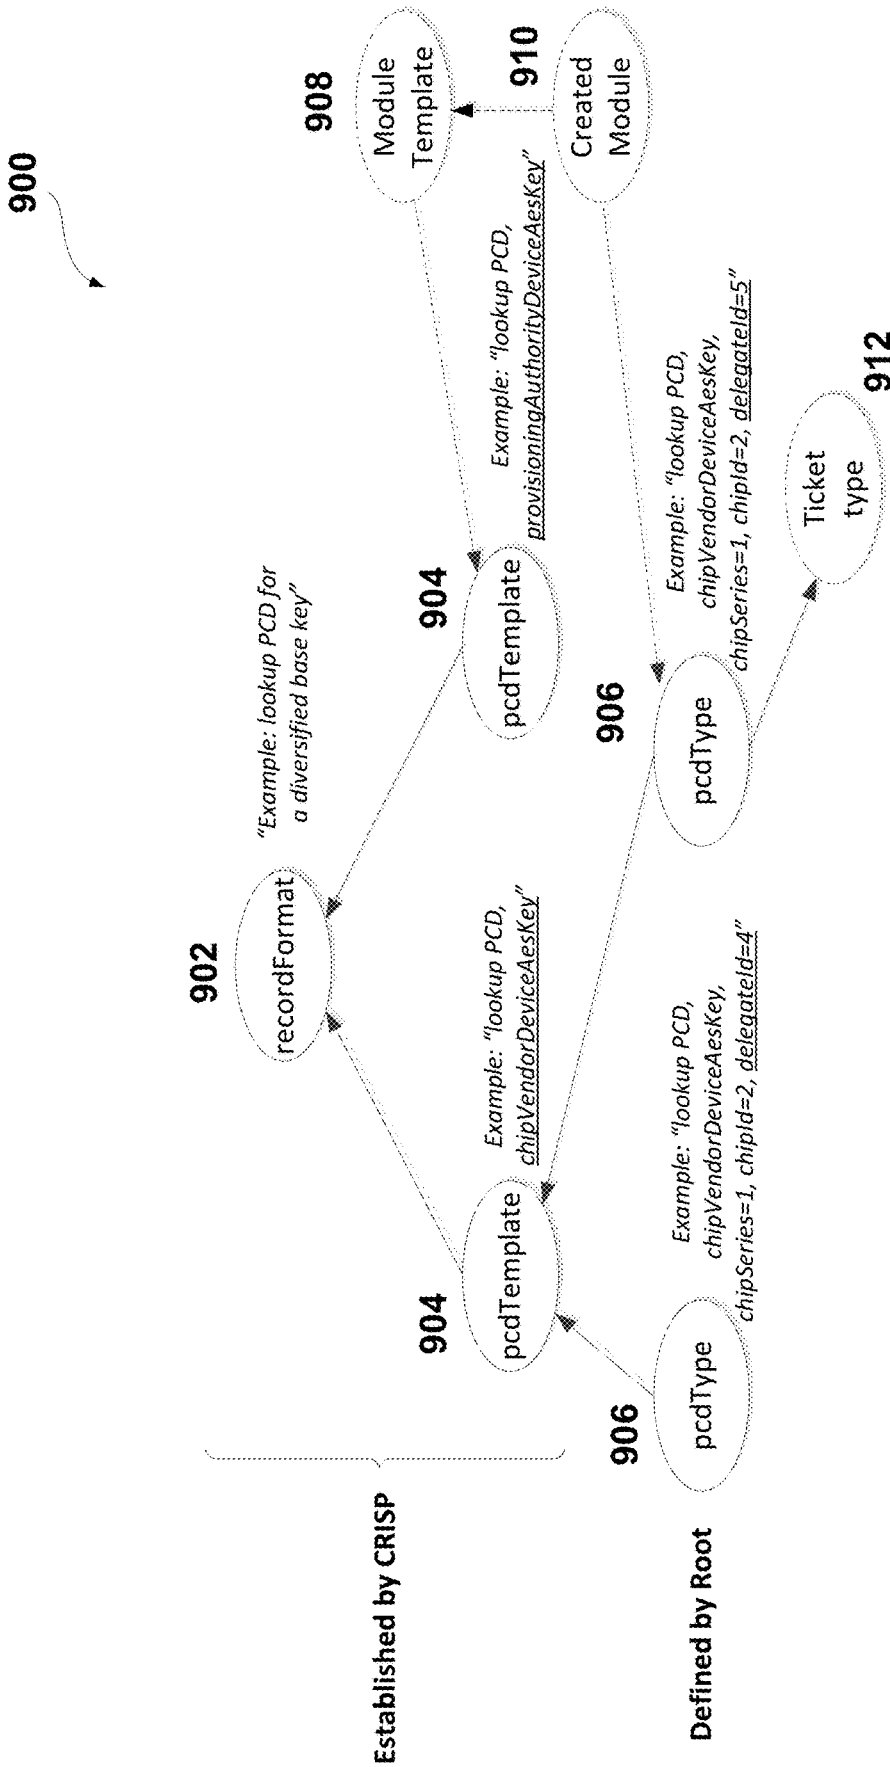 900
902
recordFormat
"Example: lookup PCD for
a diversified base key"
908
Module
Template
Established by CRISP
904
pcdTemplate
Example: "lookup PCD,
chipVendorDeviceAesKey"
904
pcdTemplate
Example: "lookup PCD,
provisioningAuthorityDeviceAesKey"
910
Created
Module
Defined by Root
906
pcdType
Example: "lookup PCD,
chipVendorDeviceAesKey,
chipSeries=1, chipId=2, delegateId=4"
906
pcdType
Example: "lookup PCD,
chipVendorDeviceAesKey,
chipSeries=1, chipId=2, delegateId=5"
Ticket
type
912